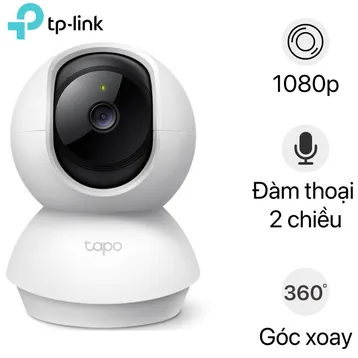 tp-link
1080p
tapo
Đàm thoại
2 chiều
360°
Góc xoay